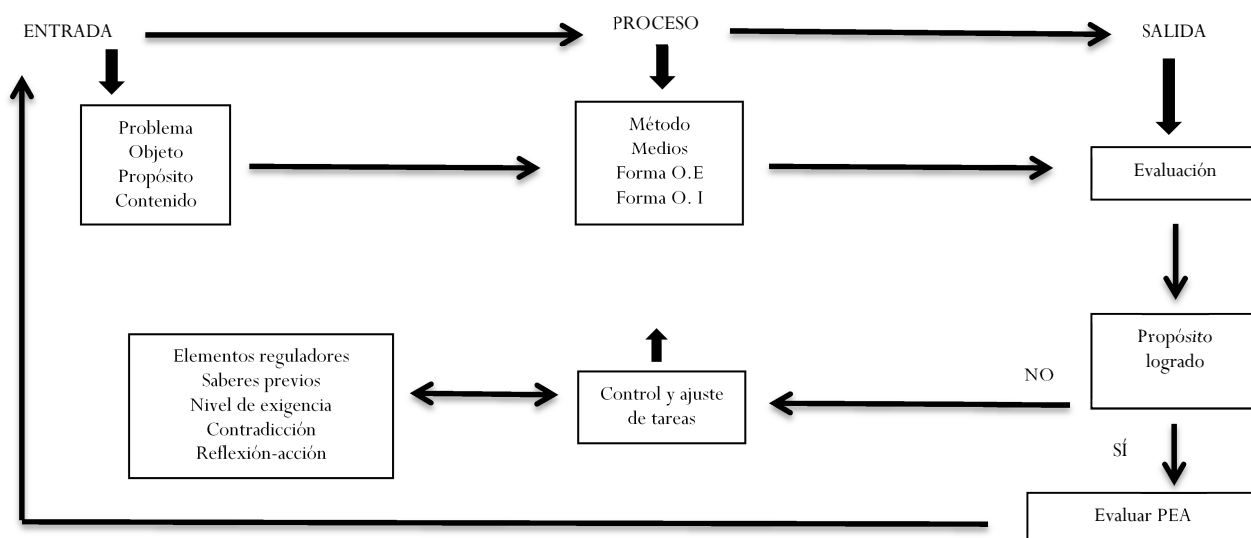 ENTRADA
PROCESO
SALIDA
Problema
Objeto
Propósito
Contenido
Método
Medios
Forma O.E
Forma O. I
Evaluación
Propósito
logrado
NO
SÍ
Elementos reguladores
Saberes previos
Nivel de exigencia
Contradicción
Reflexión-acción
Control y ajuste
de tareas
Evaluar PEA